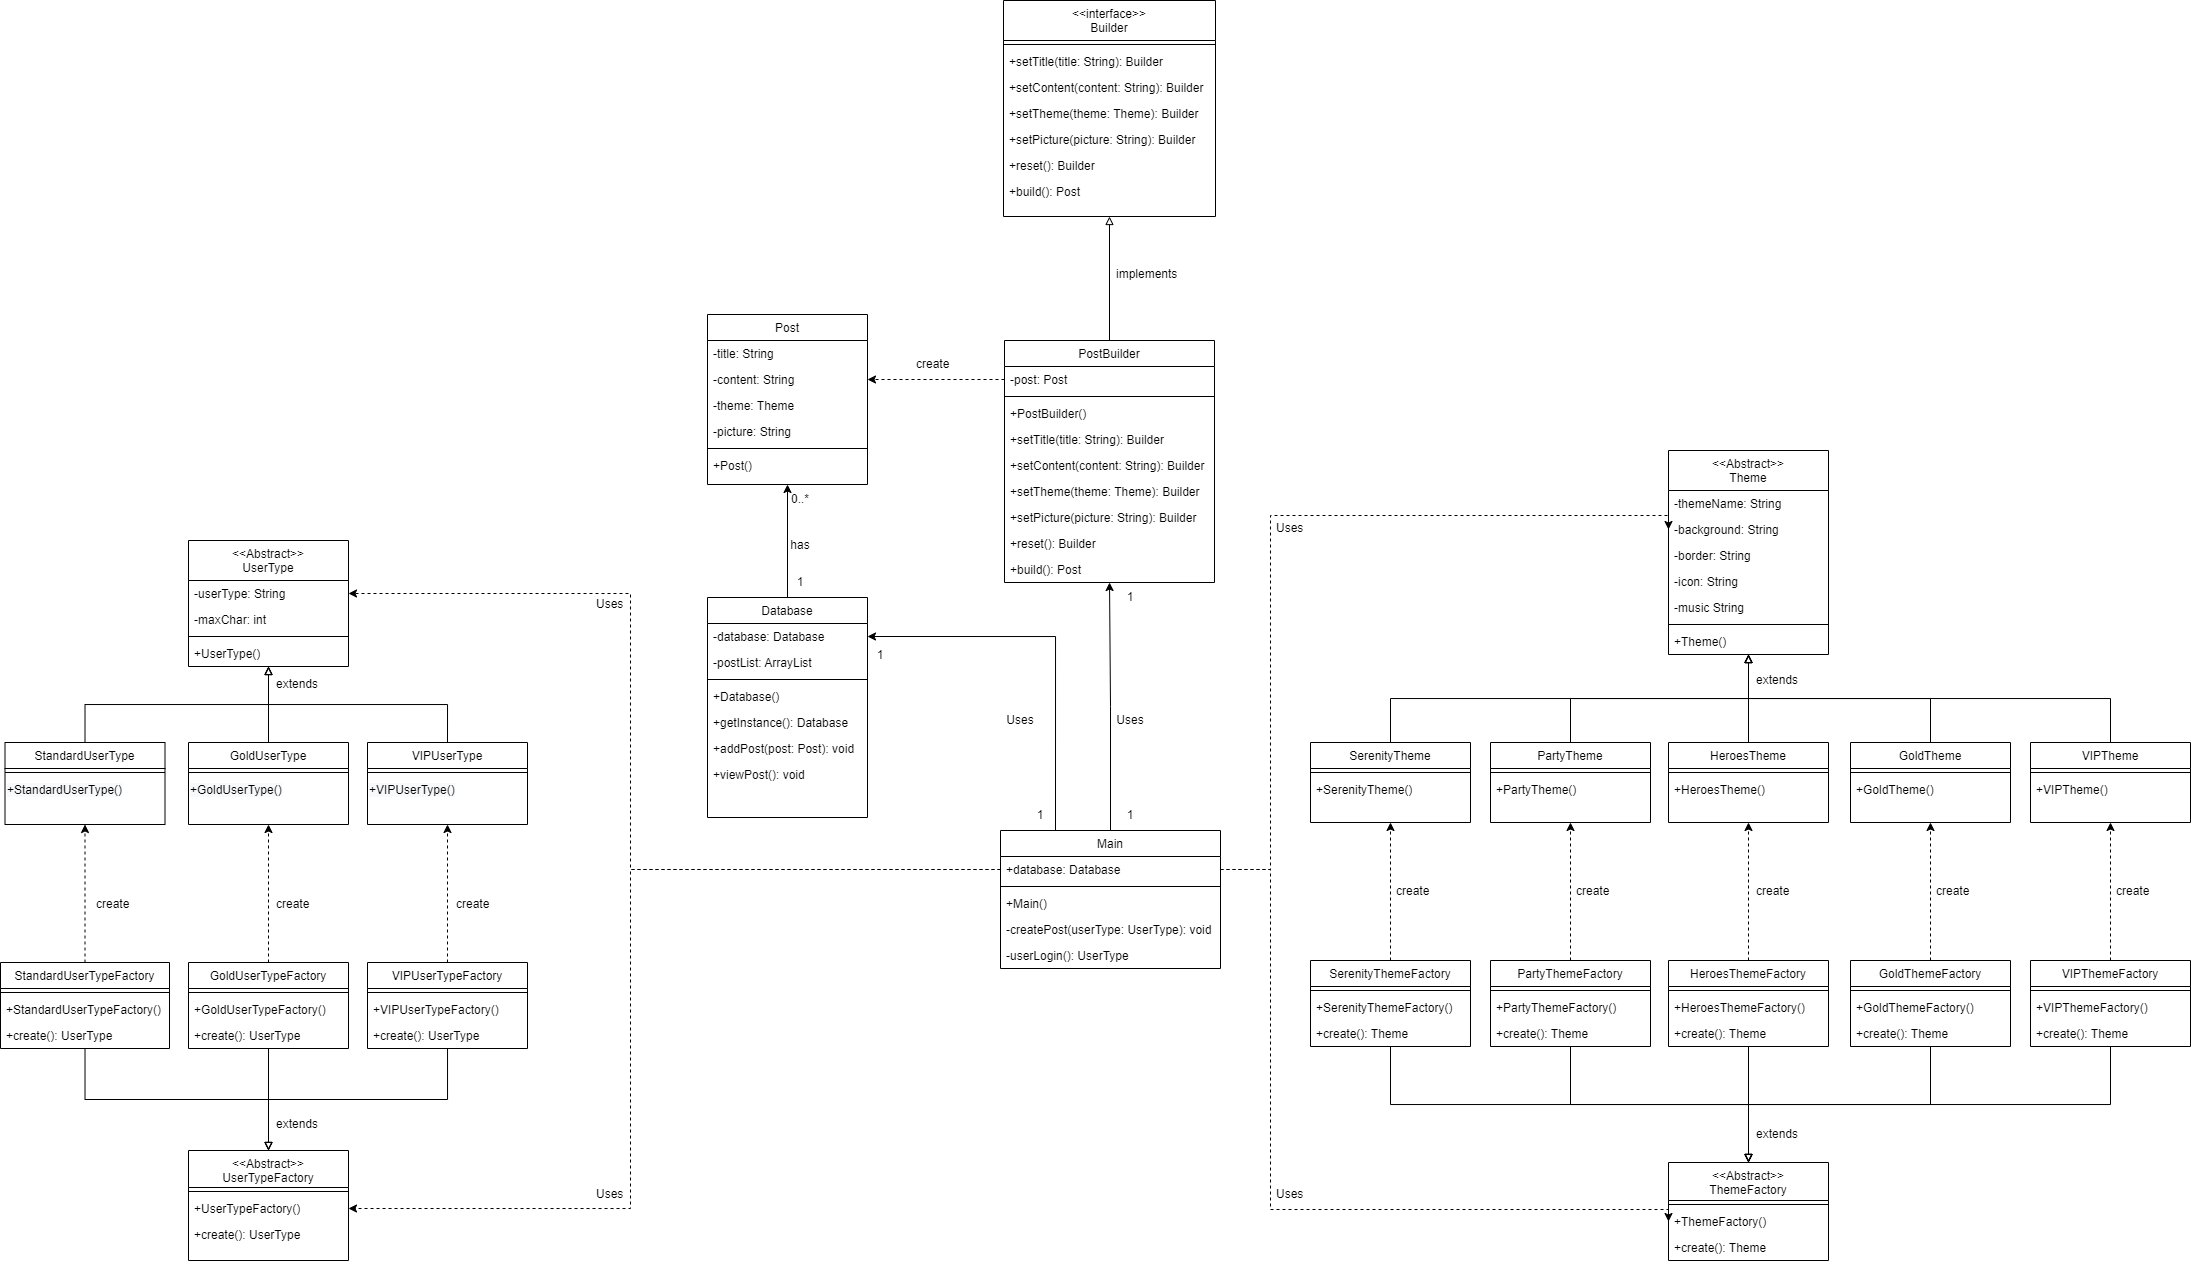 <<interface>>
Builder
+setTitle(title: String): Builder
+setContent(content: String): Builder
+setTheme(theme: Theme): Builder
+setPicture(picture: String): Builder
+reset(): Builder
+build(): Post
implements
Post
-title: String
-content: String
-theme: Theme
-picture: String
+Post()
create
PostBuilder
-post: Post
+PostBuilder()
+setTitle(title: String): Builder
+setContent(content: String): Builder
+setTheme(theme: Theme): Builder
+setPicture(picture: String): Builder
+reset(): Builder
+build(): Post
0..*
has
1
Database
-database: Database
-postList: ArrayList
+Database()
+getInstance(): Database
+addPost(post: Post): void
+viewPost(): void
1
Uses
1
1
Uses
1
Main
+database: Database
+Main()
-createPost(userType: UserType): void
-userLogin(): UserType
<<Abstract>>
UserType
-userType: String
-maxChar: int
+UserType()
Uses
extends
StandardUserType
+StandardUserType()
GoldUserType
+GoldUserType()
VIPUserType
+VIPUserType()
create
create
create
StandardUserTypeFactory
+StandardUserTypeFactory()
+create(): UserType
GoldUserTypeFactory
+GoldUserTypeFactory()
+create(): UserType
VIPUserTypeFactory
+VIPUserTypeFactory()
+create(): UserType
extends
<<Abstract>>
UserTypeFactory
+UserTypeFactory()
+create(): UserType
Uses
Uses
<<Abstract>>
Theme
-themeName: String
-background: String
-border: String
-icon: String
-music String
+Theme()
extends
SerenityTheme
+SerenityTheme()
PartyTheme
+PartyTheme()
HeroesTheme
+HeroesTheme()
GoldTheme
+GoldTheme()
VIPTheme
+VIPTheme()
create
create
create
create
create
SerenityThemeFactory
+SerenityThemeFactory()
+create(): Theme
PartyThemeFactory
+PartyThemeFactory()
+create(): Theme
HeroesThemeFactory
+HeroesThemeFactory()
+create(): Theme
GoldThemeFactory
+GoldThemeFactory()
+create(): Theme
VIPThemeFactory
+VIPThemeFactory()
+create(): Theme
extends
Uses
<<Abstract>>
ThemeFactory
+ThemeFactory()
+create(): Theme